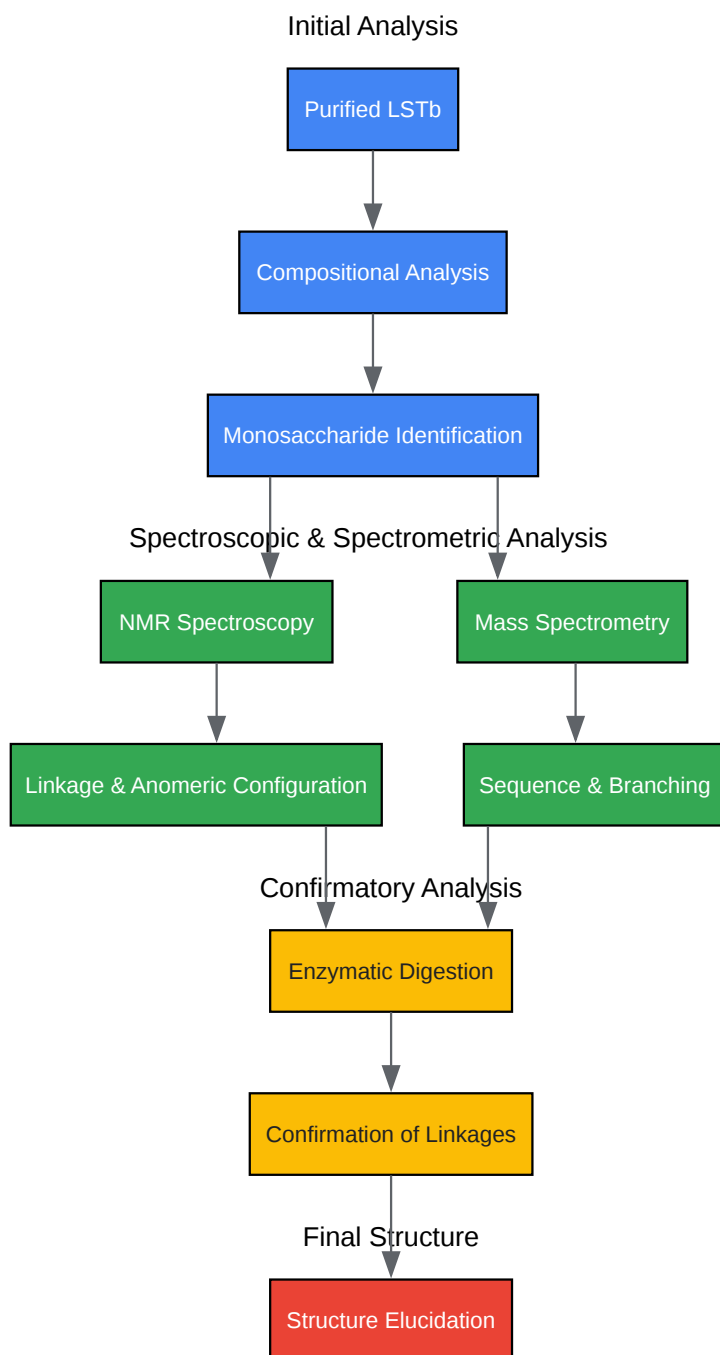 Initial Analysis
Purified LSTb
Compositional Analysis
Monosaccharide Identification
Spectroscopic & Spectrometric Analysis
NMR Spectroscopy
Mass Spectrometry
Linkage & Anomeric Configuration
Sequence & Branching
Confirmatory Analysis
Enzymatic Digestion
Confirmation of Linkages
Final Structure
Structure Elucidation